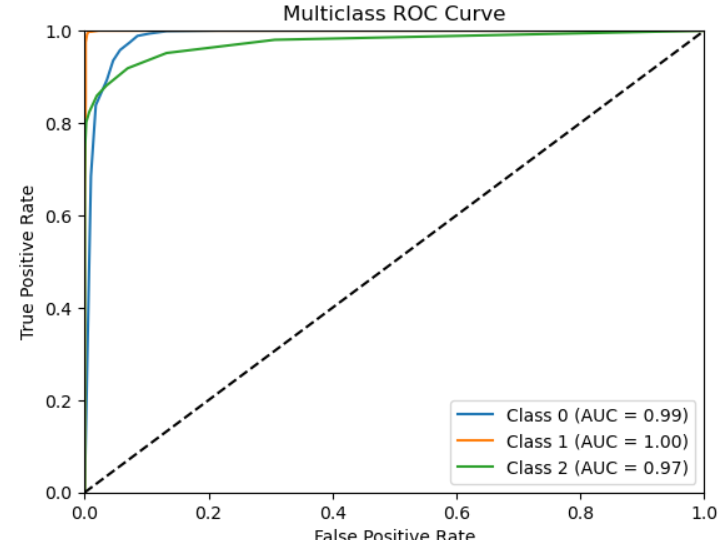 Multiclass ROC Curve
1.0
0.8
0.6
0.4
0.2
0.0
True Positive Rate
Class 0 (AUC = 0.99)
Class 1 (AUC = 1.00)
Class 2 (AUC = 0.97)
0.0 0.2 0.4 0.6 0.8 1.0
False Positive Rate